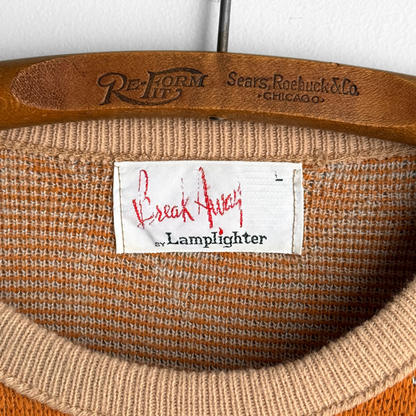 RE-FORM
IT
Sears, Roebuck & Co.
· CHICAGO ·
L
Break Away
BY Lamplighter